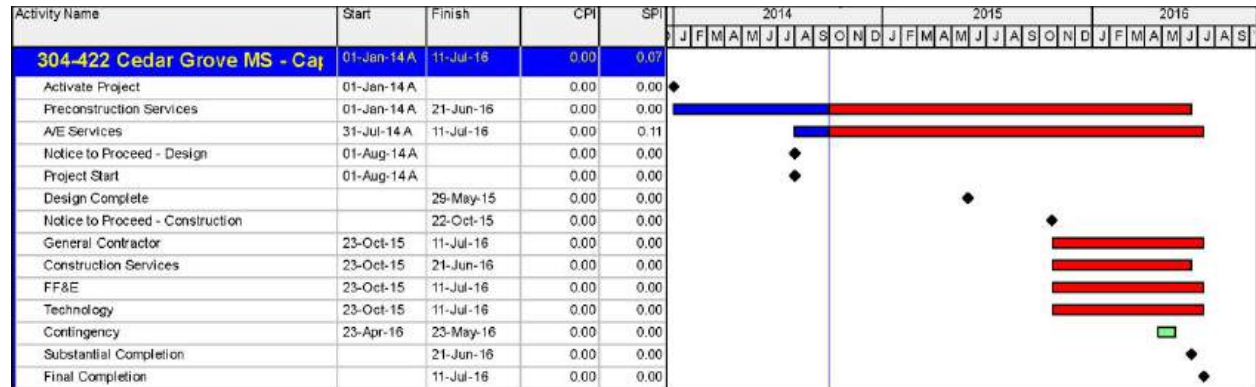 Activity Name Start Finish CPI SPI 2014 2015 2016
J F M A M J J A S O N D J F M A M J J A S O N D J F M A M J J A S
304-422 Cedar Grove MS - Cap 01-Jan-14 A 11-Jul-16 0.00 0.07
Activate Project 01-Jan-14 A 0.00 0.00
Preconstruction Services 01-Jan-14 A 21-Jun-16 0.00 0.00
A/E Services 31-Jul-14 A 11-Jul-16 0.00 0.11
Notice to Proceed - Design 01-Aug-14 A 0.00 0.00
Project Start 01-Aug-14 A 0.00 0.00
Design Complete 29-May-15 0.00 0.00
Notice to Proceed - Construction 22-Oct-15 0.00 0.00
General Contractor 23-Oct-15 11-Jul-16 0.00 0.00
Construction Services 23-Oct-15 21-Jun-16 0.00 0.00
FF&E 23-Oct-15 11-Jul-16 0.00 0.00
Technology 23-Oct-15 11-Jul-16 0.00 0.00
Contingency 23-Apr-16 23-May-16 0.00 0.00
Substantial Completion 21-Jun-16 0.00 0.00
Final Completion 11-Jul-16 0.00 0.00